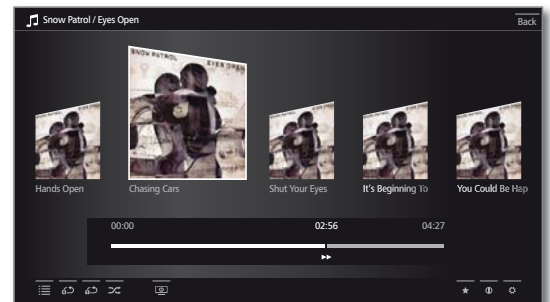 Snow Patrol / Eyes Open
Back
SNOW PATROL EYES OPEN
Hands Open
Chasing Cars
Shut Your Eyes
It's Beginning To
You Could Be Hap
00:00
02:56
04:27